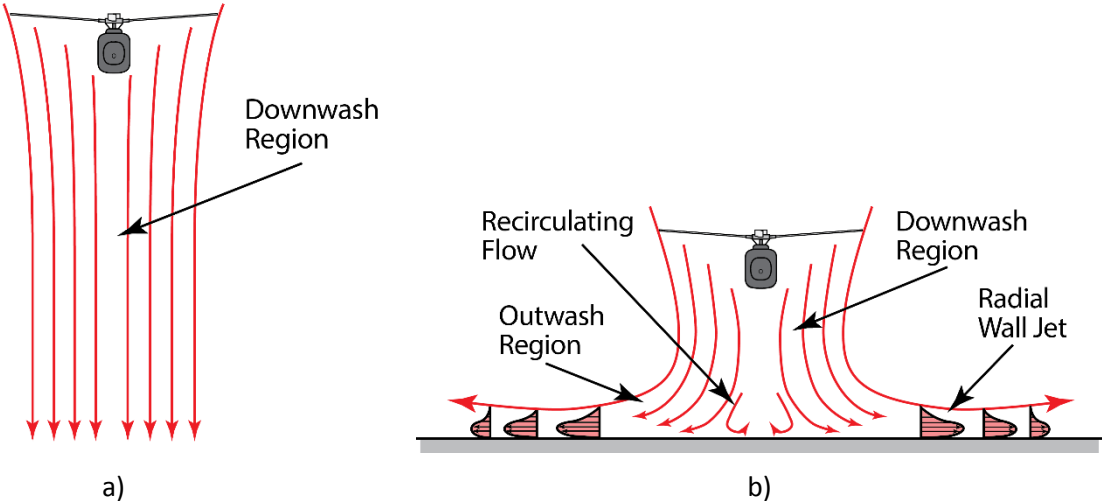 Downwash
Region
Recirculating
Flow
Downwash
Region
Outwash
Region
Radial
Wall Jet
a)
b)